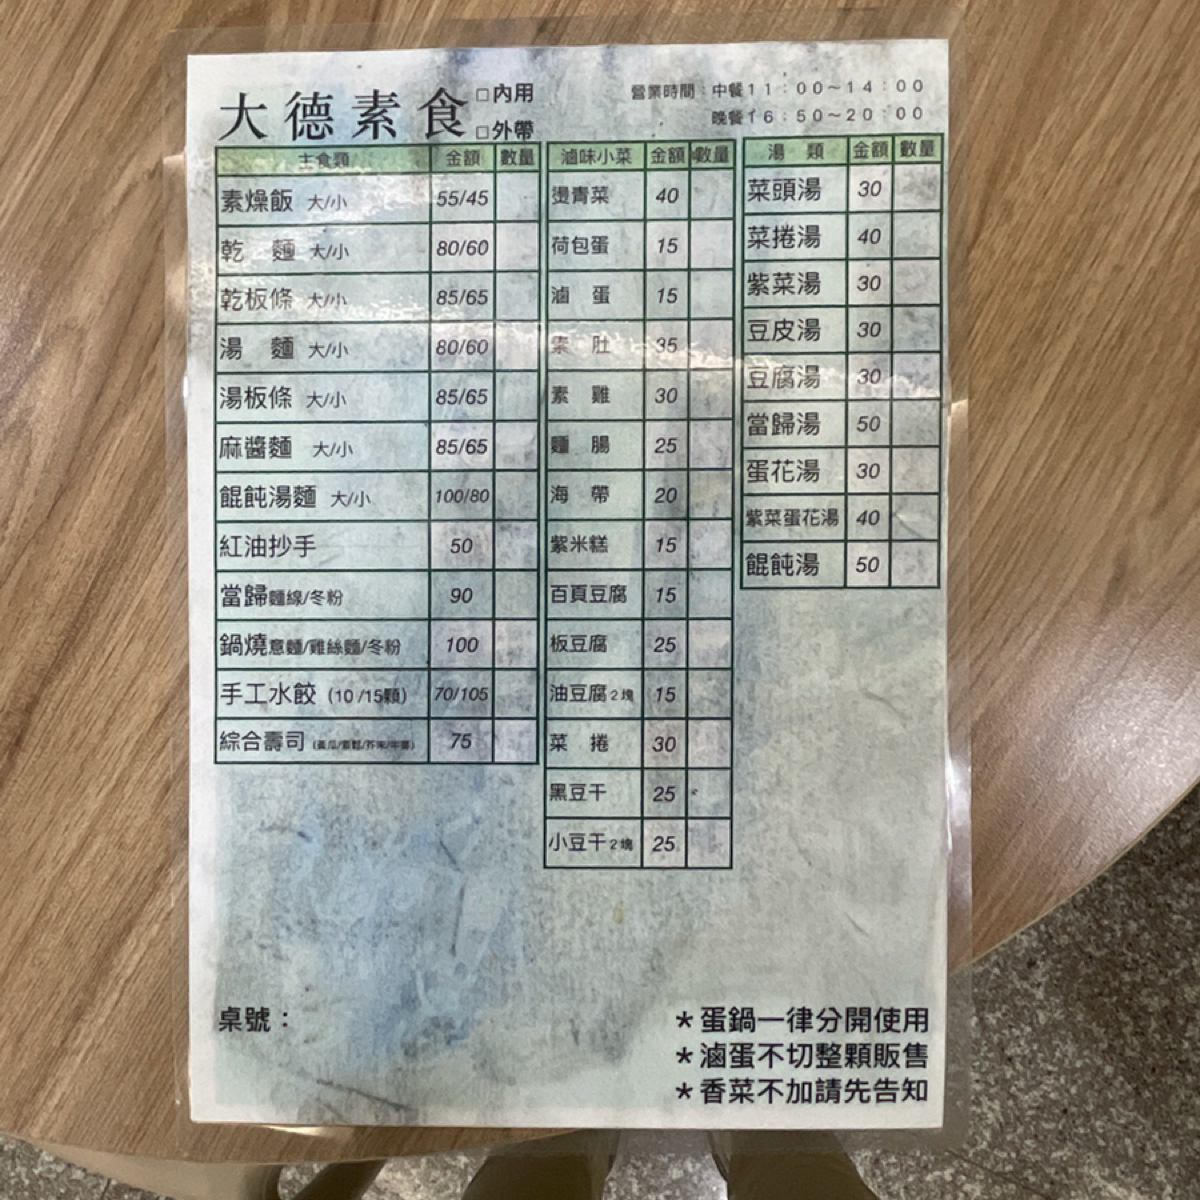 大德素食 □內用
□外帶
營業時間：中餐11：00～14：00
晚餐16：50～20：00
主食類 金額 數量
素燥飯 大/小 55/45
乾 麵 大/小 80/60
乾板條 大/小 85/65
湯 麵 大/小 80/60
湯板條 大/小 85/65
麻醬麵 大/小 85/65
餛飩湯麵 大/小 100/80
紅油抄手 50
當歸麵線/冬粉 90
鍋燒意麵/雞絲麵/冬粉 100
手工水餃（10/15顆） 70/105
綜合壽司 75
滷味小菜 金額 數量
燙青菜 40
荷包蛋 15
滷 蛋 15
素 肚 35
素 雞 30
麵 腸 25
海 帶 20
紫米糕 15
百頁豆腐 15
板豆腐 25
油豆腐2塊 15
菜 捲 30
黑豆干 25
小豆干2塊 25
湯 類 金額 數量
菜頭湯 30
菜捲湯 40
紫菜湯 30
豆皮湯 30
豆腐湯 30
當歸湯 50
蛋花湯 30
紫菜蛋花湯 40
餛飩湯 50
桌號：
＊蛋鍋一律分開使用
＊滷蛋不切整顆販售
＊香菜不加請先告知